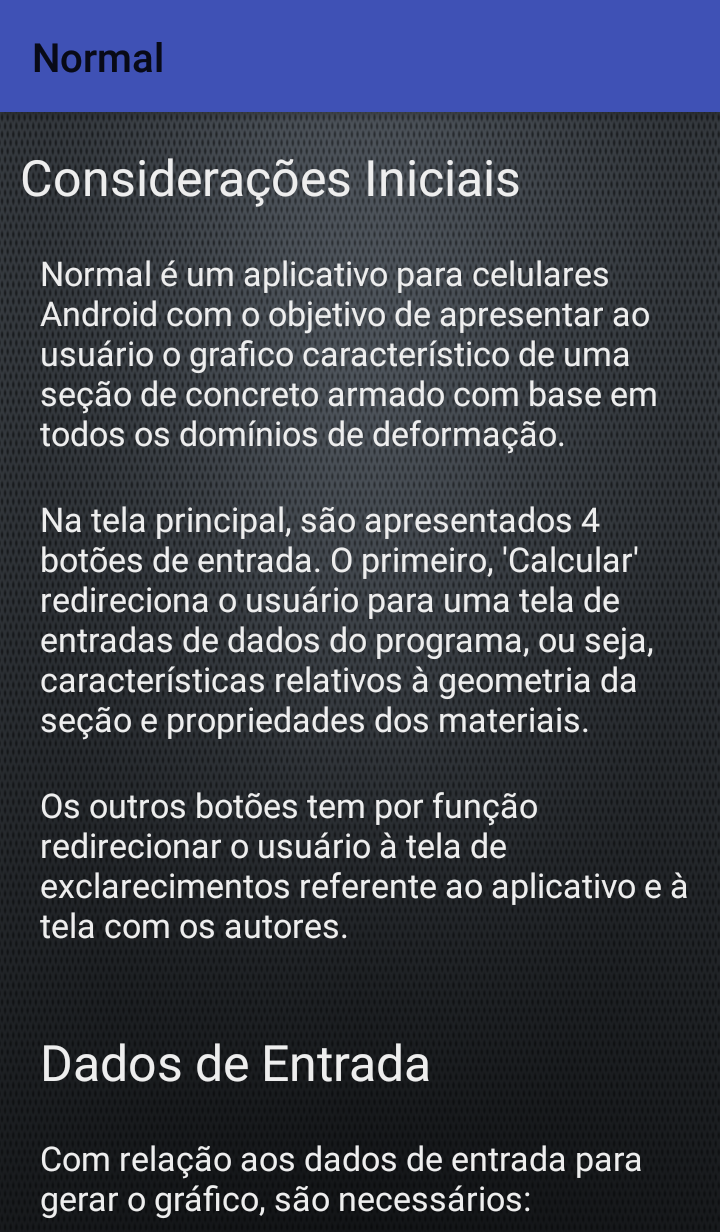 Normal
Considerações Iniciais
Normal é um aplicativo para celulares
Android com o objetivo de apresentar ao
usuário o grafico característico de uma
seção de concreto armado com base em
todos os domínios de deformação.
Na tela principal, são apresentados 4
botões de entrada. O primeiro, 'Calcular'
redireciona o usuário para uma tela de
entradas de dados do programa, ou seja,
características relativos à geometria da
seção e propriedades dos materiais.
Os outros botões tem por função
redirecionar o usuário à tela de
exclarecimentos referente ao aplicativo e à
tela com os autores.
Dados de Entrada
Com relação aos dados de entrada para
gerar o gráfico, são necessários: